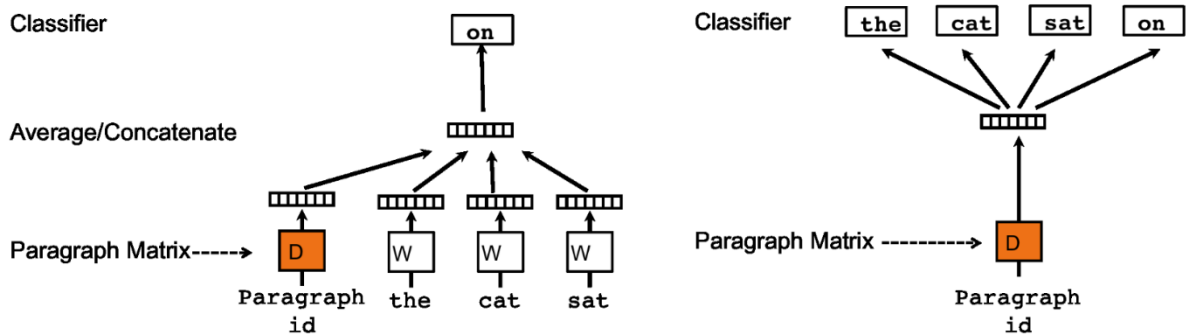 Classifier
on
Average/Concatenate
Paragraph Matrix
D
W
W
W
Paragraph
id
the
cat
sat
Classifier
the
cat
sat
on
Paragraph Matrix
D
Paragraph
id